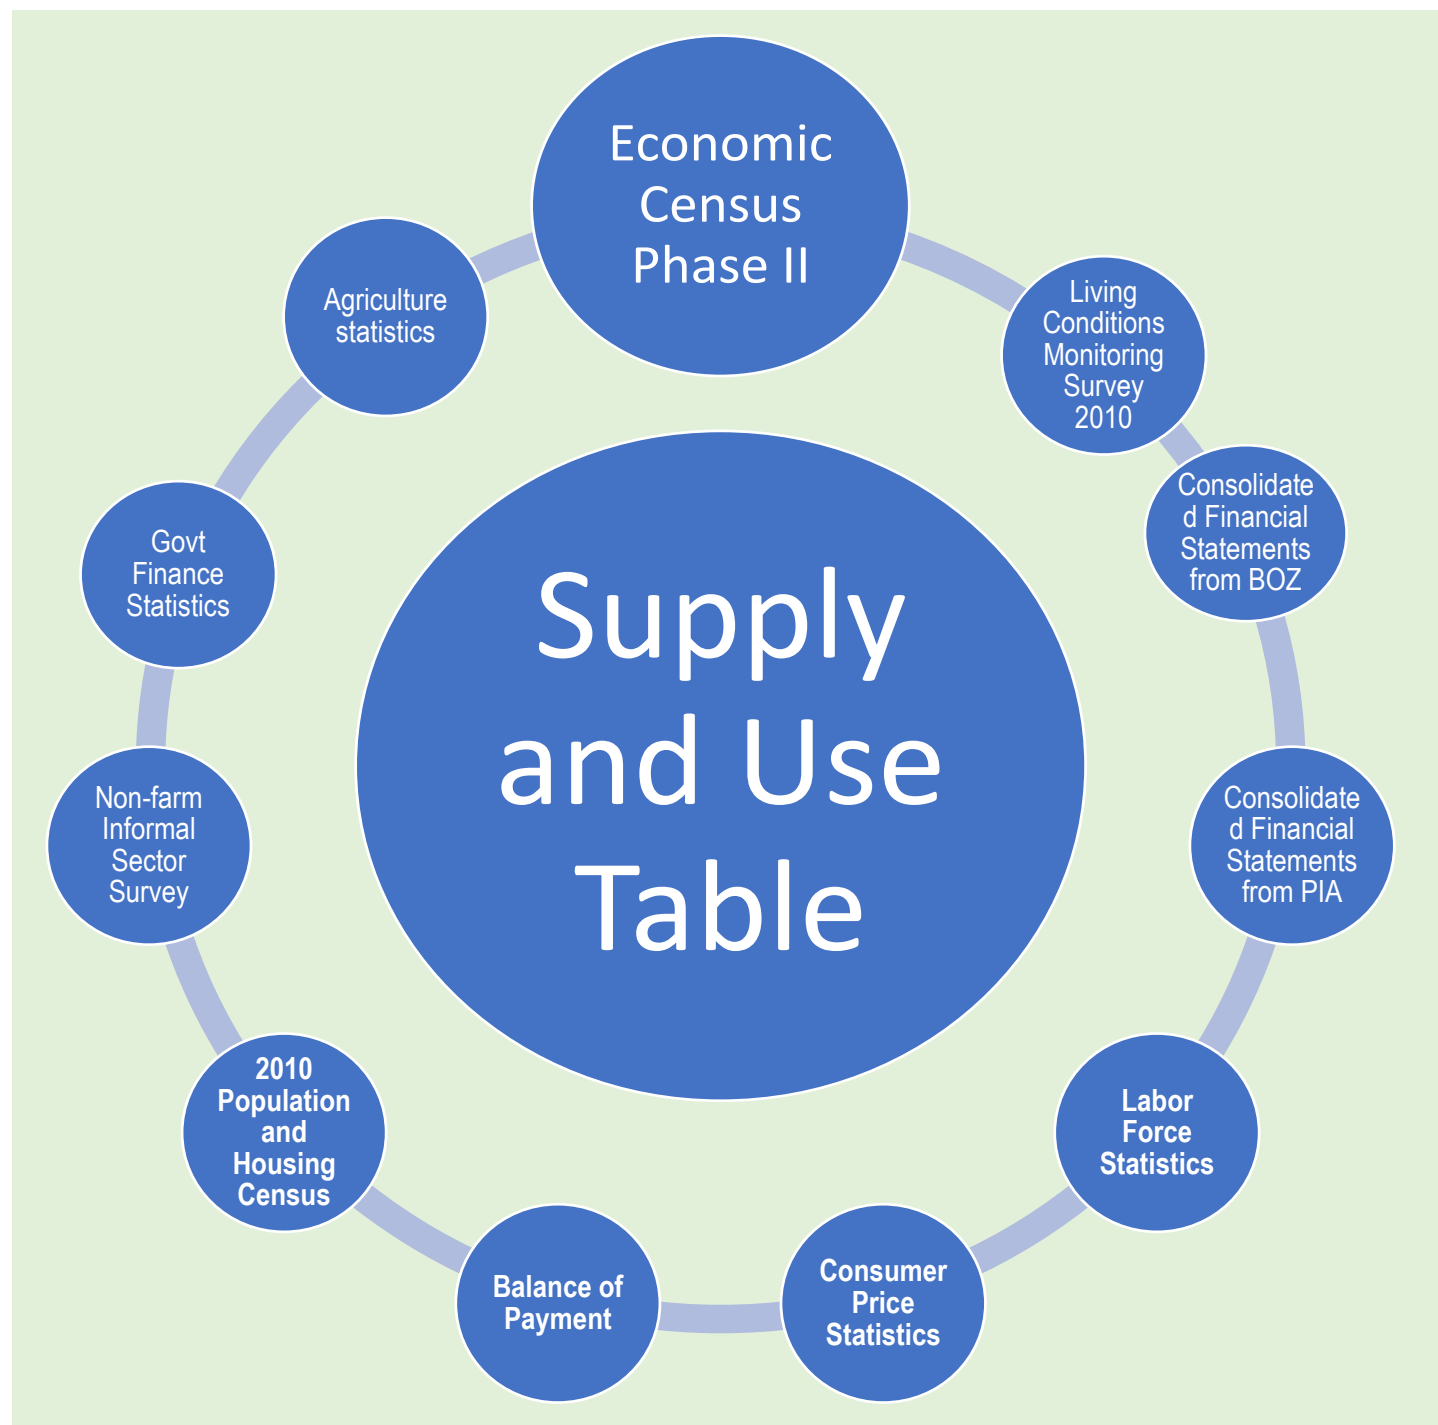 Economic
Census
Phase II
Living
Conditions
Monitoring
Survey
2010
Consolidate
d Financial
Statements
from BOZ
Consolidate
d Financial
Statements
from PIA
Labor
Force
Statistics
Consumer
Price
Statistics
Balance of
Payment
2010
Population
and
Housing
Census
Non-farm
Informal
Sector
Survey
Govt
Finance
Statistics
Agriculture
statistics
Supply
and Use
Table